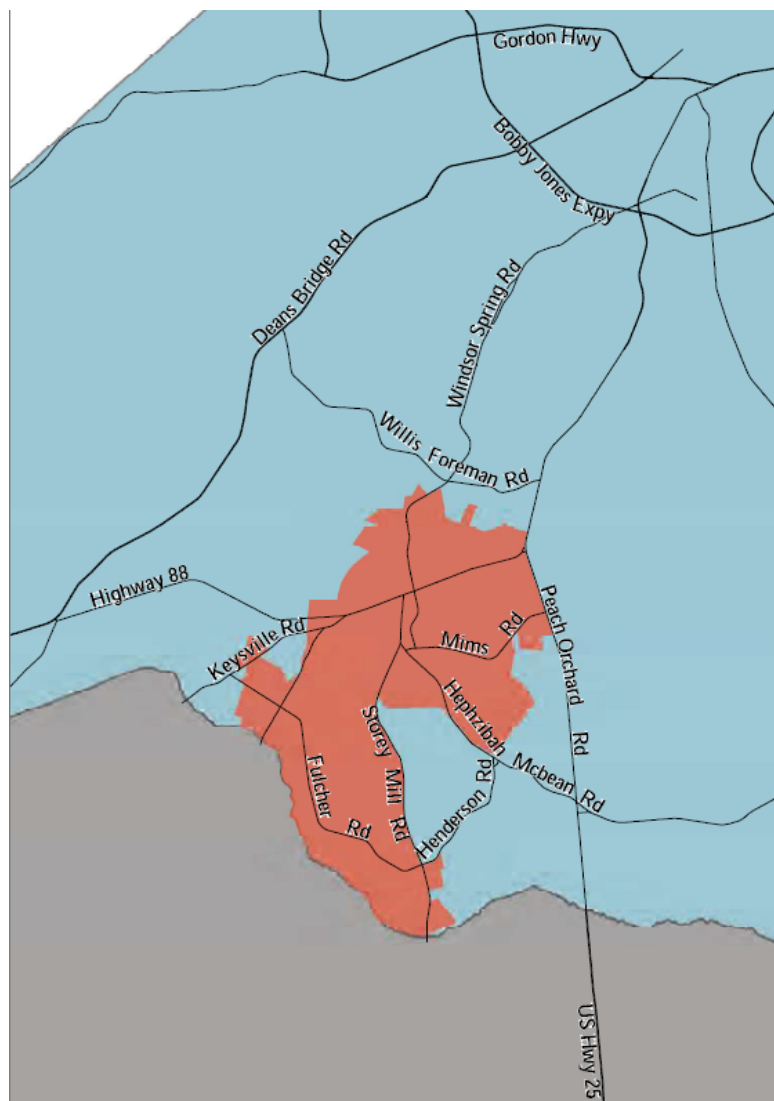 Gordon Hwy
Bobby Jones Expy
Deans Bridge Rd
Windsor Spring Rd
Willis Foreman Rd
Highway 88
Peach Orchard Rd
Keysville Rd
Mims Rd
Hephzibah Mcbean Rd
Storey Mill Rd
Fulcher Rd
Henderson Rd
US Hwy 25